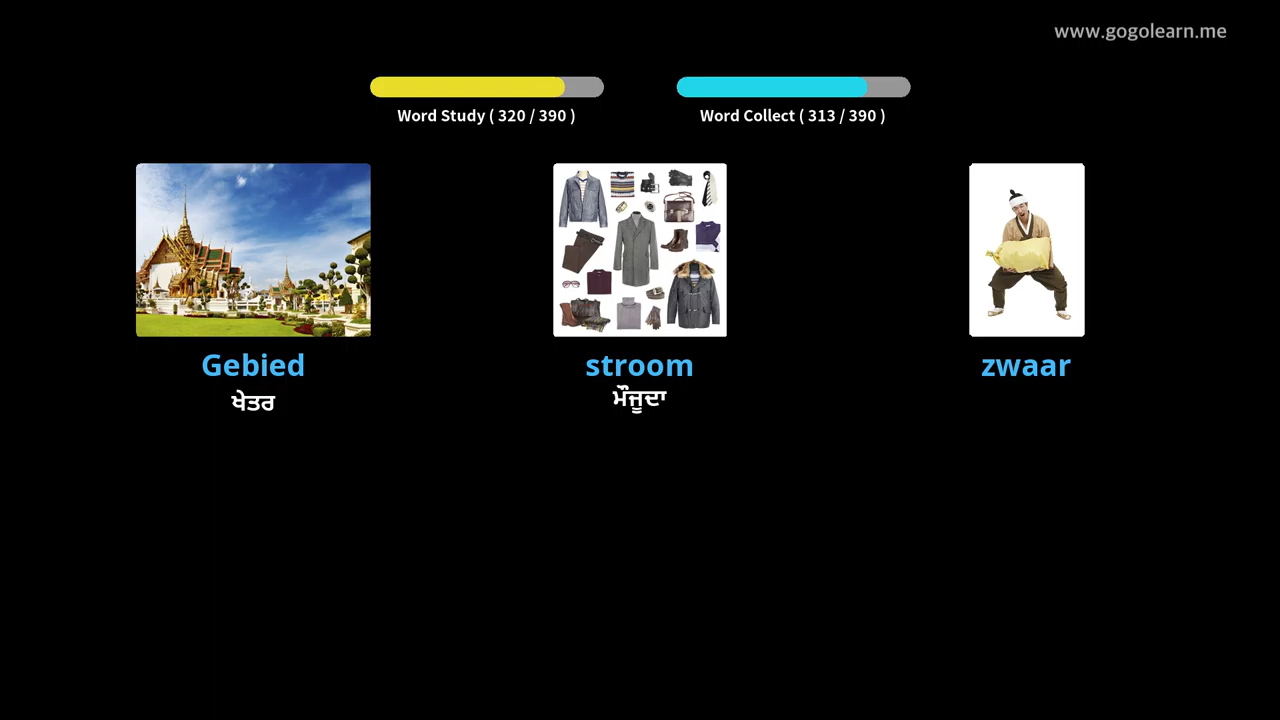 www.gogolearn.me
Word Study ( 320 / 390 )
Word Collect ( 313 / 390 )
Gebied
stroom
zwaar
ਖੇਤਰ
ਮੌਜੂਦਾ